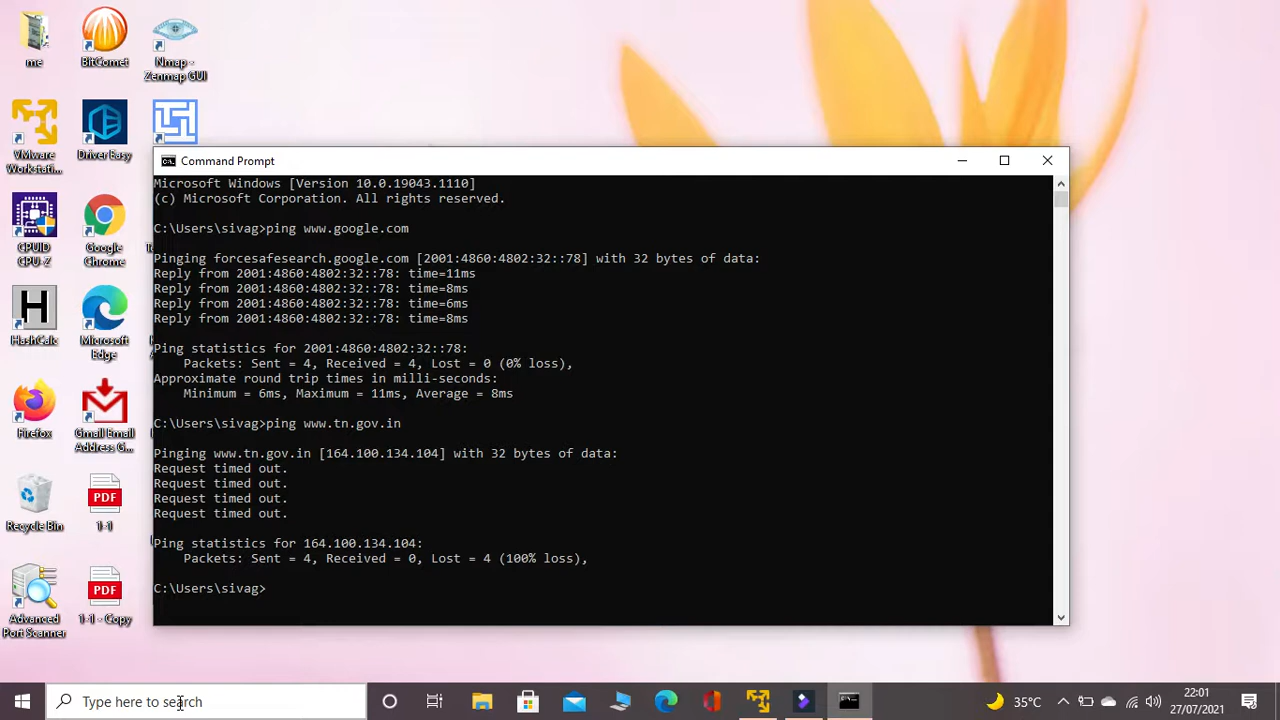 me
BitComet
Nmap -
Zenmap GUI
VMware
Workstati...
Driver Easy
CPUID
CPU-Z
Google
Chrome
HashCalc
Microsoft
Edge
Firefox
Gmail Email
Address G...
Recycle Bin
PDF
1-1
Advanced
Port Scanner
PDF
1-1 - Copy
Command Prompt
Microsoft Windows [Version 10.0.19043.1110]
(c) Microsoft Corporation. All rights reserved.
C:\Users\sivag>ping www.google.com
Pinging forcesafesearch.google.com [2001:4860:4802:32::78] with 32 bytes of data:
Reply from 2001:4860:4802:32::78: time=11ms
Reply from 2001:4860:4802:32::78: time=8ms
Reply from 2001:4860:4802:32::78: time=6ms
Reply from 2001:4860:4802:32::78: time=8ms
Ping statistics for 2001:4860:4802:32::78:
Packets: Sent = 4, Received = 4, Lost = 0 (0% loss),
Approximate round trip times in milli-seconds:
Minimum = 6ms, Maximum = 11ms, Average = 8ms
C:\Users\sivag>ping www.tn.gov.in
Pinging www.tn.gov.in [164.100.134.104] with 32 bytes of data:
Request timed out.
Request timed out.
Request timed out.
Request timed out.
Ping statistics for 164.100.134.104:
Packets: Sent = 4, Received = 0, Lost = 4 (100% loss),
C:\Users\sivag>
Type here to search
35°C
22:01
27/07/2021